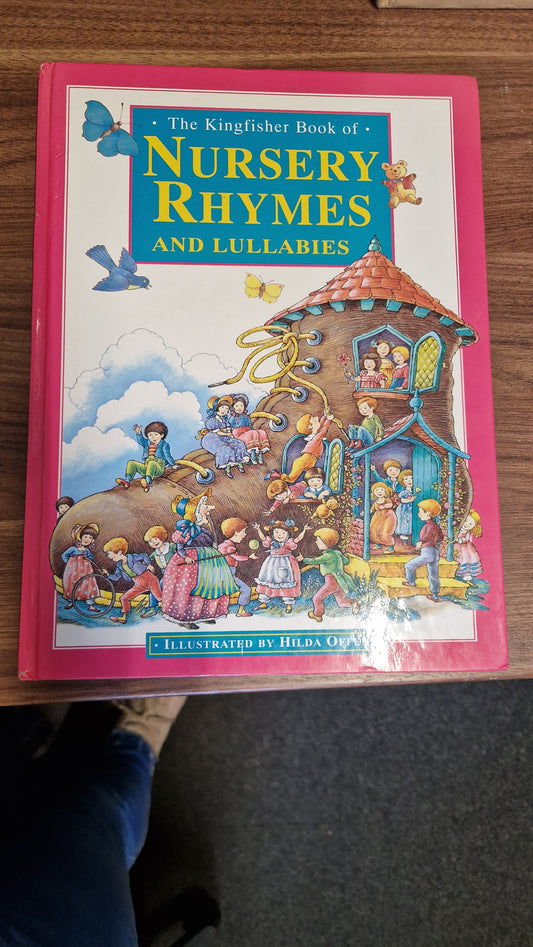 · The Kingfisher Book of ·
NURSERY
RHYMES
AND LULLABIES
· ILLUSTRATED BY HILDA